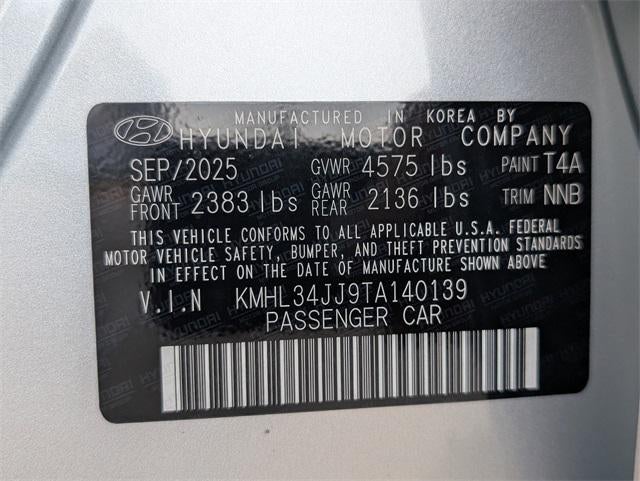 MANUFACTURED IN KOREA BY
HYUNDAI MOTOR COMPANY
SEP/2025 GVWR 4575 lbs PAINT T4A
GAWR FRONT 2383 lbs GAWR REAR 2136 lbs TRIM NNB
THIS VEHICLE CONFORMS TO ALL APPLICABLE U.S.A. FEDERAL
MOTOR VEHICLE SAFETY, BUMPER, AND THEFT PREVENTION STANDARDS
IN EFFECT ON THE DATE OF MANUFACTURE SHOWN ABOVE
V.I.N KMHL34JJ9TA140139
PASSENGER CAR